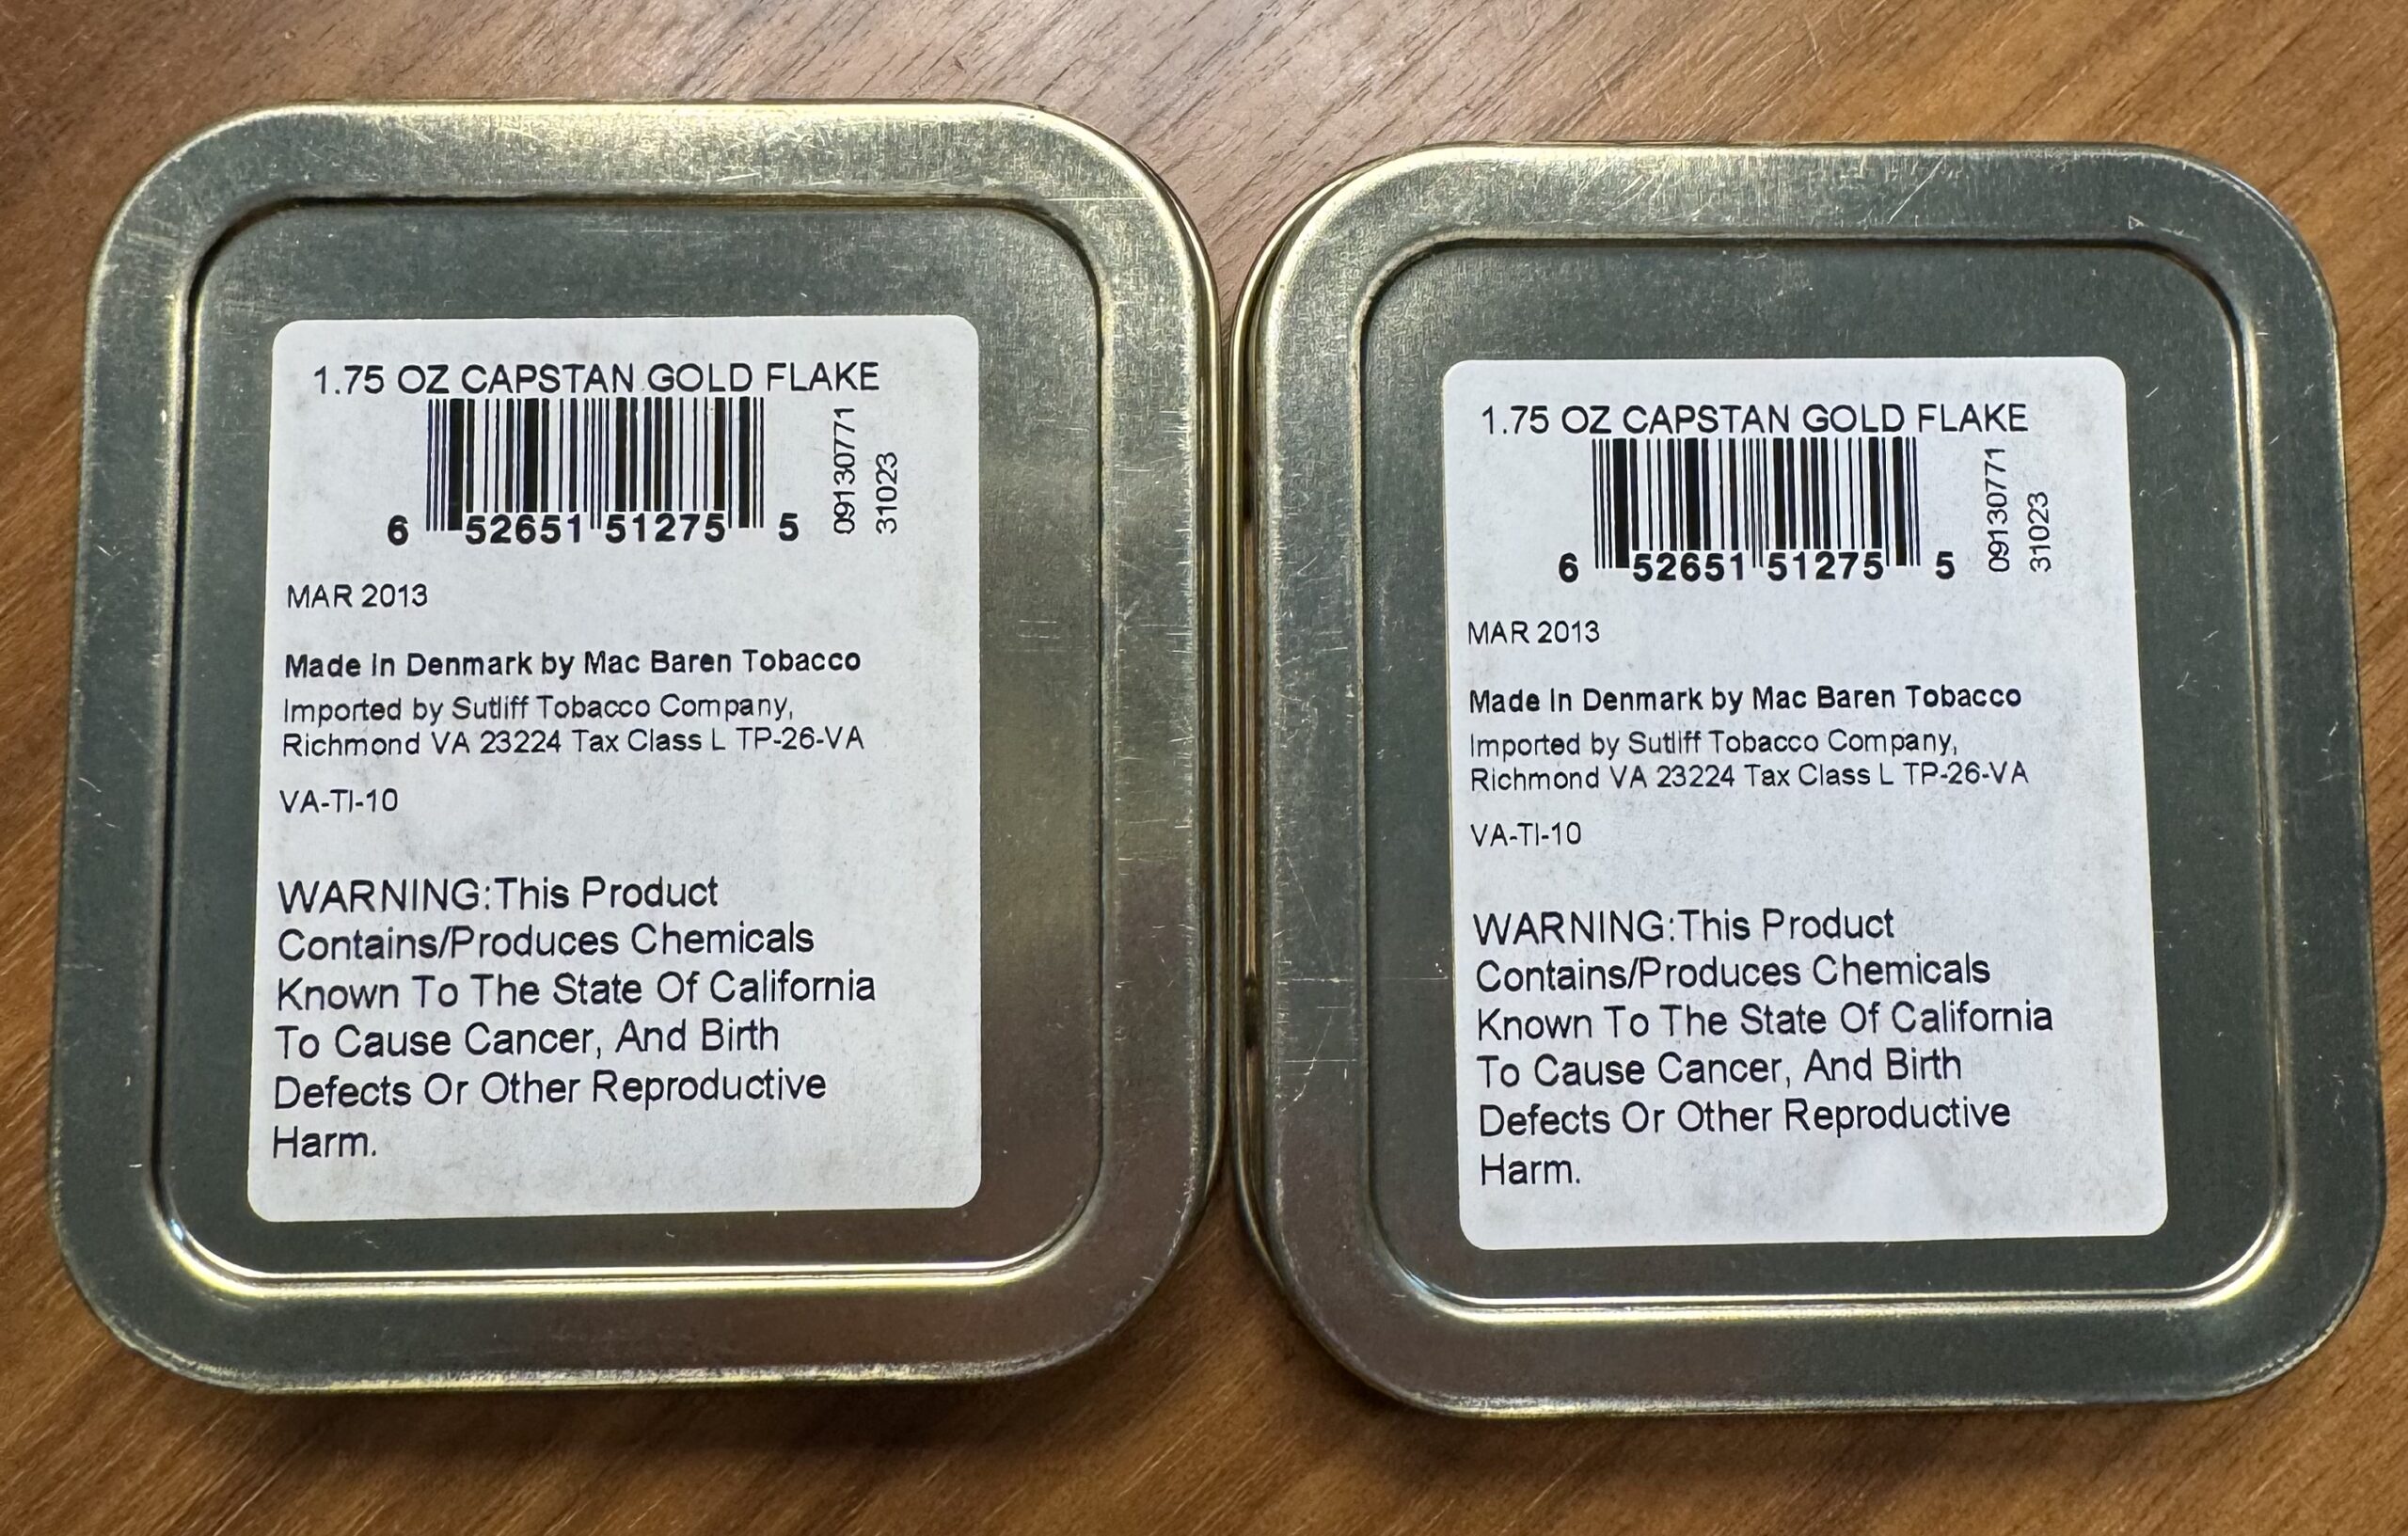 1.75 OZ CAPSTAN GOLD FLAKE
6 52651 51275 5
09130771
31023
MAR 2013
Made In Denmark by Mac Baren Tobacco
Imported by Sutliff Tobacco Company,
Richmond VA 23224 Tax Class L TP-26-VA
VA-TI-10
WARNING:This Product
Contains/Produces Chemicals
Known To The State Of California
To Cause Cancer, And Birth
Defects Or Other Reproductive
Harm.
1.75 OZ CAPSTAN GOLD FLAKE
6 52651 51275 5
09130771
31023
MAR 2013
Made In Denmark by Mac Baren Tobacco
Imported by Sutliff Tobacco Company,
Richmond VA 23224 Tax Class L TP-26-VA
VA-TI-10
WARNING:This Product
Contains/Produces Chemicals
Known To The State Of California
To Cause Cancer, And Birth
Defects Or Other Reproductive
Harm.